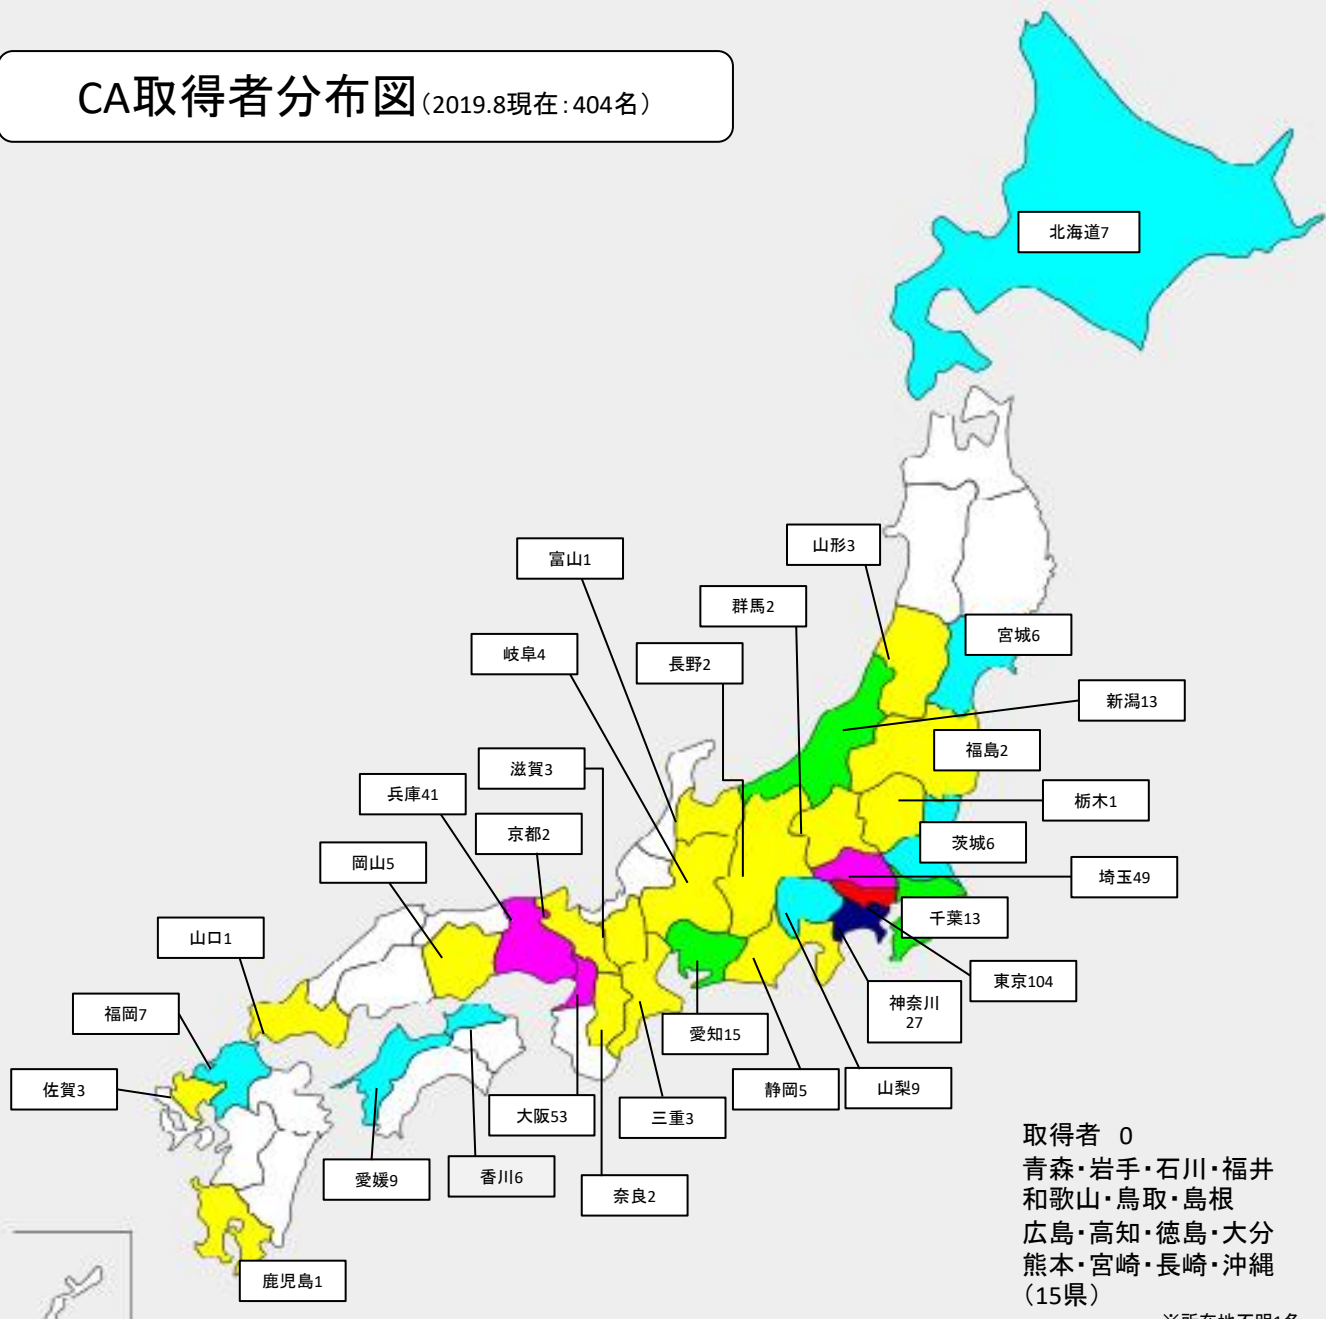 CA取得者分布図(2019.8現在:404名)
北海道7
山形3
富山1
群馬2
宮城6
岐阜4
長野2
新潟13
福島2
滋賀3
兵庫41
栃木1
京都2
茨城6
岡山5
埼玉49
千葉13
山口1
東京104
神奈川
27
福岡7
愛知15
佐賀3
静岡5
山梨9
大阪53
三重3
愛媛9
香川6
奈良2
鹿児島1
取得者 0
青森・岩手・石川・福井
和歌山・鳥取・島根
広島・高知・徳島・大分
熊本・宮崎・長崎・沖縄
(15県)
※所在地不明1名